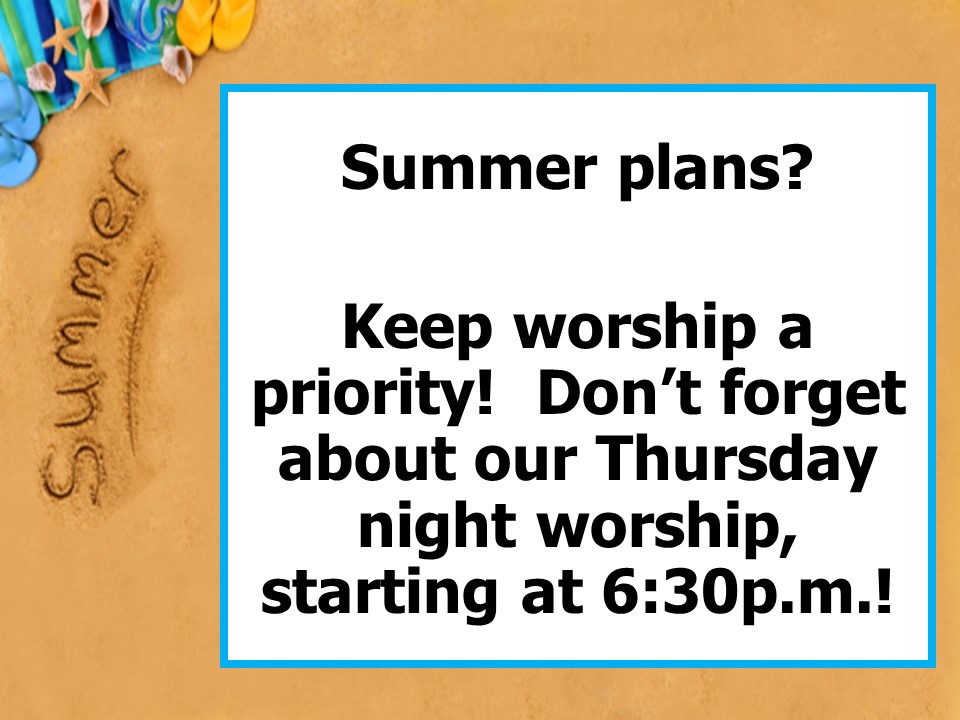 Summer
Summer plans?
Keep worship a
priority!  Don’t forget
about our Thursday
night worship,
starting at 6:30p.m.!